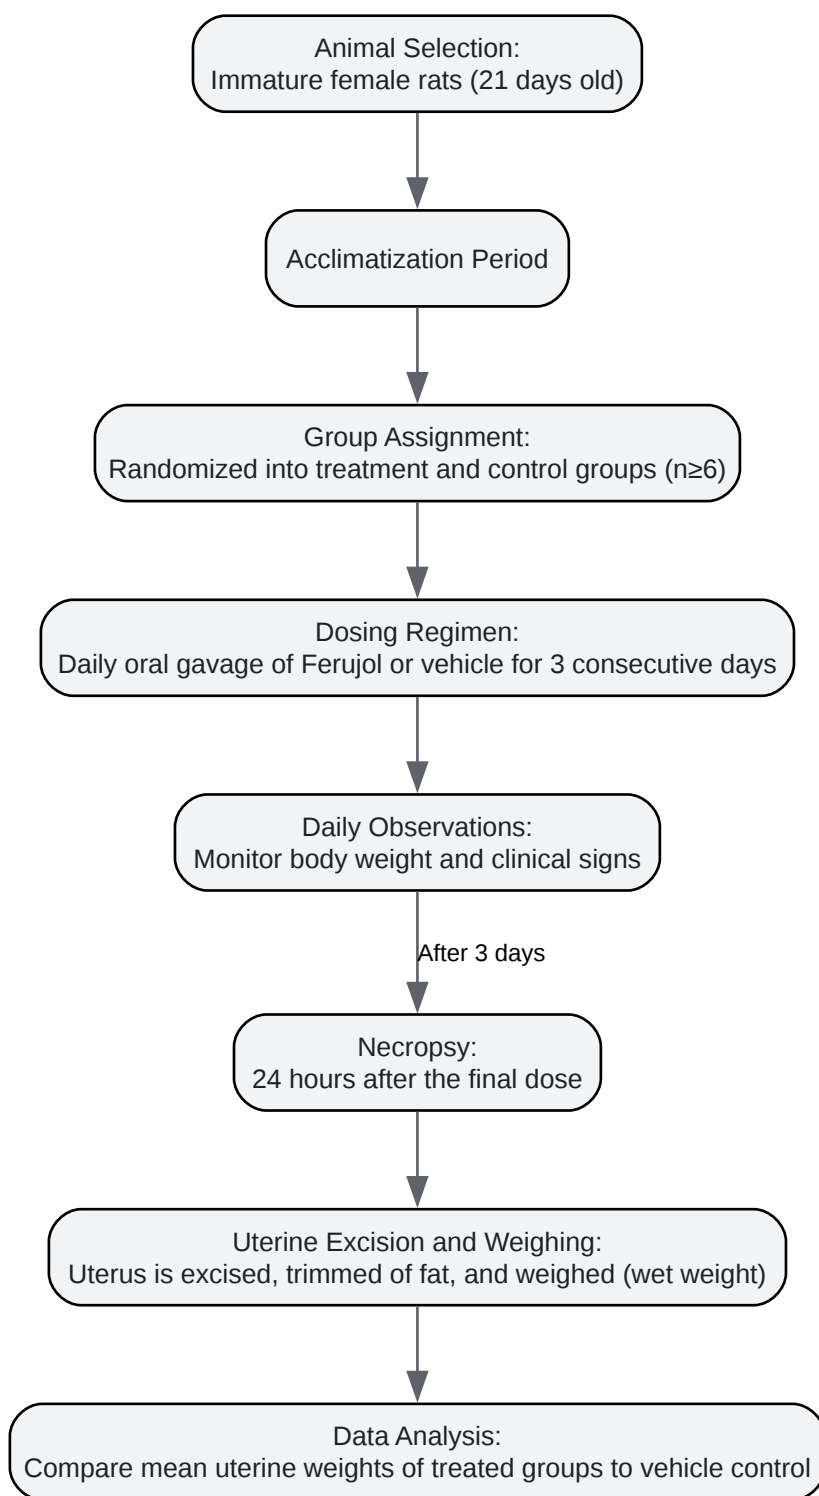 Animal Selection:
Immature female rats (21 days old)
Acclimatization Period
Group Assignment:
Randomized into treatment and control groups (n≥6)
Dosing Regimen:
Daily oral gavage of Ferujol or vehicle for 3 consecutive days
Daily Observations:
Monitor body weight and clinical signs
After 3 days
Necropsy:
24 hours after the final dose
Uterine Excision and Weighing:
Uterus is excised, trimmed of fat, and weighed (wet weight)
Data Analysis:
Compare mean uterine weights of treated groups to vehicle control